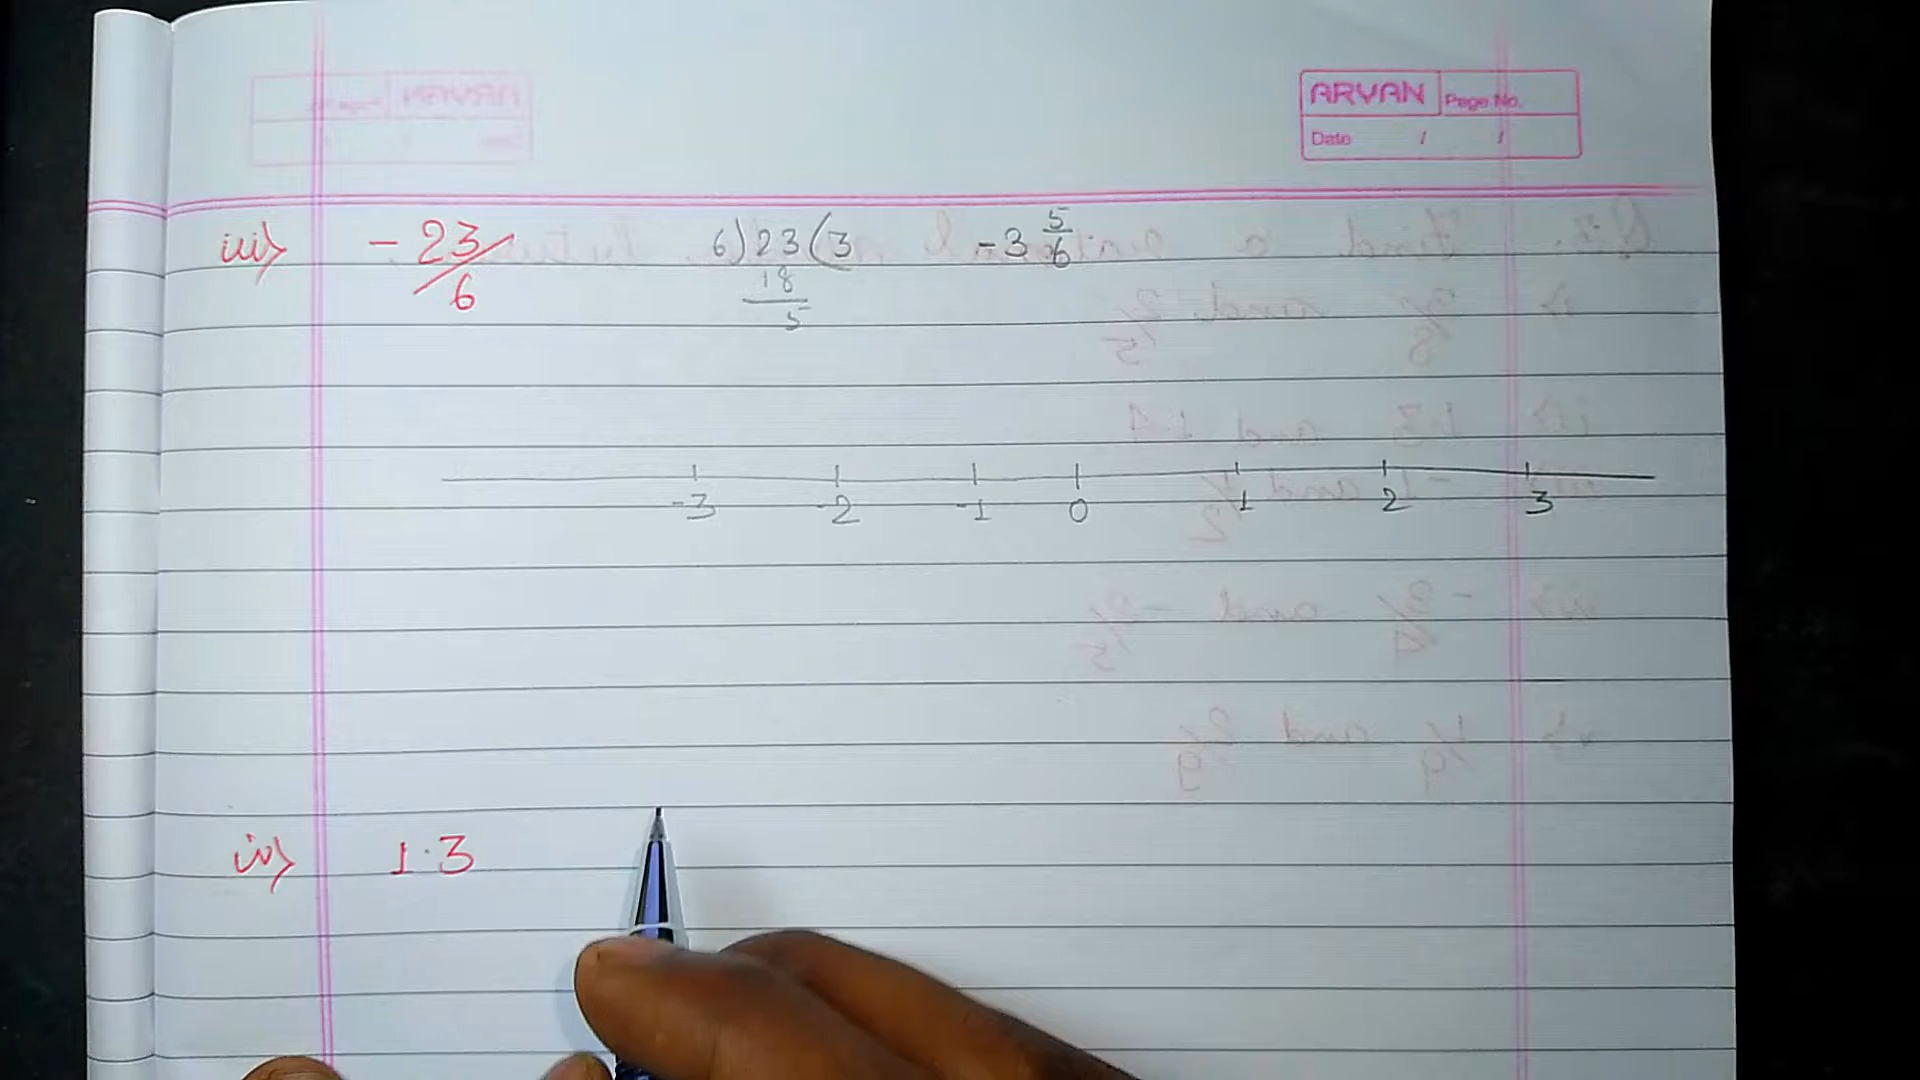 ARVAN Page No.
Date / /
iii> -23/6 6)23(3 -3 5/6
18
5
-3 -2 -1 0 1 2 3
iv> 1.3